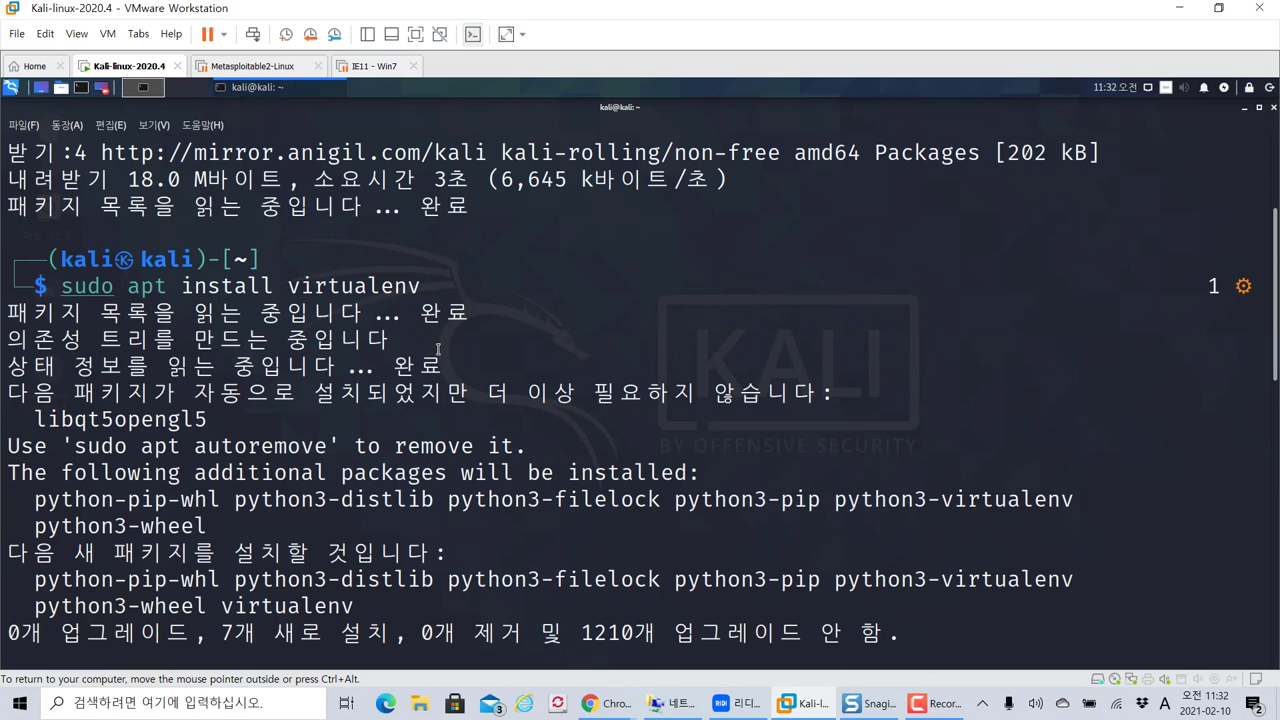 Kali-linux-2020.4 - VMware Workstation
File Edit View VM Tabs Help
Home Kali-linux-2020.4 Metasploitable2-Linux IE11 - Win7
kali@kali: ~ 11:32 오전
kali@kali: ~
파일(F) 동장(A) 편집(E) 보기(V) 도움말(H)
받기:4 http://mirror.anigil.com/kali kali-rolling/non-free amd64 Packages [202 kB]
내려받기 18.0 M바이트, 소요시간 3초 (6,645 k바이트/초)
패키지 목록을 읽는 중입니다... 완료
(kali㉿kali)-[~]
$ sudo apt install virtualenv 1
패키지 목록을 읽는 중입니다... 완료
의존성 트리를 만드는 중입니다
상태 정보를 읽는 중입니다... 완료
다음 패키지가 자동으로 설치되었지만 더 이상 필요하지 않습니다:
libqt5opengl5
Use 'sudo apt autoremove' to remove it.
The following additional packages will be installed:
python-pip-whl python3-distlib python3-filelock python3-pip python3-virtualenv
python3-wheel
다음 새 패키지를 설치할 것입니다:
python-pip-whl python3-distlib python3-filelock python3-pip python3-virtualenv
python3-wheel virtualenv
0개 업그레이드, 7개 새로 설치, 0개 제거 및 1210개 업그레이드 안 함.
KALI
BY OFFENSIVE SECURITY
To return to your computer, move the mouse pointer outside or press Ctrl+Alt.
검색하려면 여기에 입력하십시오. 3 Chro... 네트... RIDI 리디... Kali-l... Snagi... Recor... A 오전 11:32 2
2021-02-10